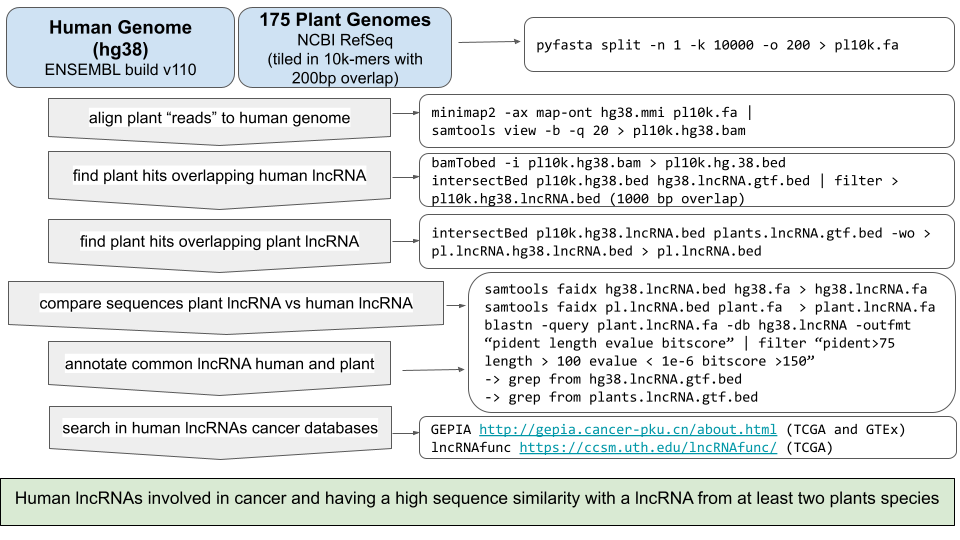 Human Genome
(hg38)
ENSEMBL build v110
175 Plant Genomes
NCBI RefSeq
(tiled in 10k-mers with
200bp overlap)
pyfasta split -n 1 -k 10000 -o 200 > pl10k.fa
align plant “reads” to human genome
minimap2 -ax map-ont hg38.mmi pl10k.fa |
samtools view -b -q 20 > pl10k.hg38.bam
find plant hits overlapping human lncRNA
bamTobed -i pl10k.hg38.bam > pl10k.hg.38.bed
intersectBed pl10k.hg38.bed hg38.lncRNA.gtf.bed | filter >
pl10k.hg38.lncRNA.bed (1000 bp overlap)
find plant hits overlapping plant lncRNA
intersectBed pl10k.hg38.lncRNA.bed plants.lncRNA.gtf.bed -wo >
pl.lncRNA.hg38.lncRNA.bed > pl.lncRNA.bed
compare sequences plant lncRNA vs human lncRNA
samtools faidx hg38.lncRNA.bed hg38.fa > hg38.lncRNA.fa
samtools faidx pl.lncRNA.bed plant.fa  > plant.lncRNA.fa
blastn -query plant.lncRNA.fa -db hg38.lncRNA -outfmt
“pident length evalue bitscore” | filter “pident>75
length > 100 evalue < 1e-6 bitscore >150”
-> grep from hg38.lncRNA.gtf.bed
-> grep from plants.lncRNA.gtf.bed
annotate common lncRNA human and plant
search in human lncRNAs cancer databases
GEPIA http://gepia.cancer-pku.cn/about.html (TCGA and GTEx)
lncRNAfunc https://ccsm.uth.edu/lncRNAfunc/ (TCGA)
Human lncRNAs involved in cancer and having a high sequence similarity with a lncRNA from at least two plants species